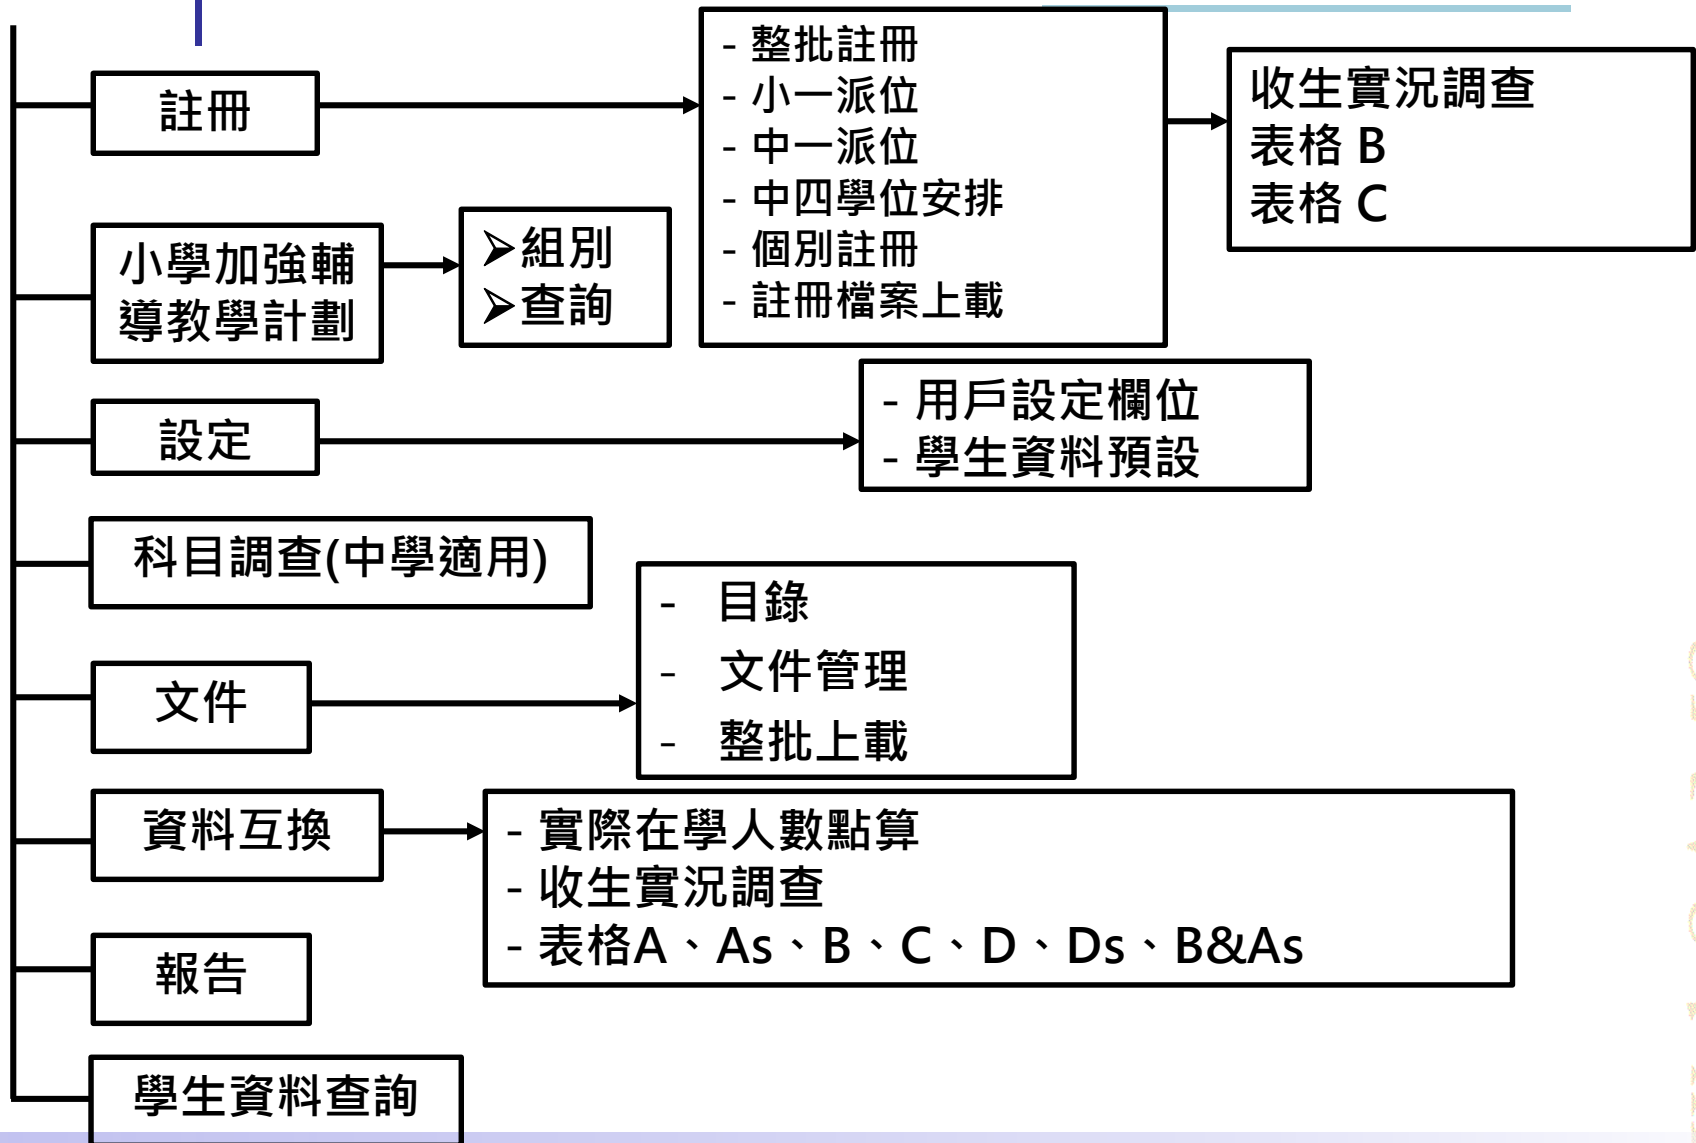 註冊
- 整批註冊
- 小一派位
- 中一派位
- 中四學位安排
- 個別註冊
- 註冊檔案上載
收生實況調查
表格 B
表格 C
小學加強輔
導教學計劃
➢組別
➢查詢
設定
- 用戶設定欄位
- 學生資料預設
科目調查(中學適用)
文件
- 目錄
- 文件管理
- 整批上載
資料互換
- 實際在學人數點算
- 收生實況調查
- 表格A、As、B、C、D、Ds、B&As
報告
學生資料查詢